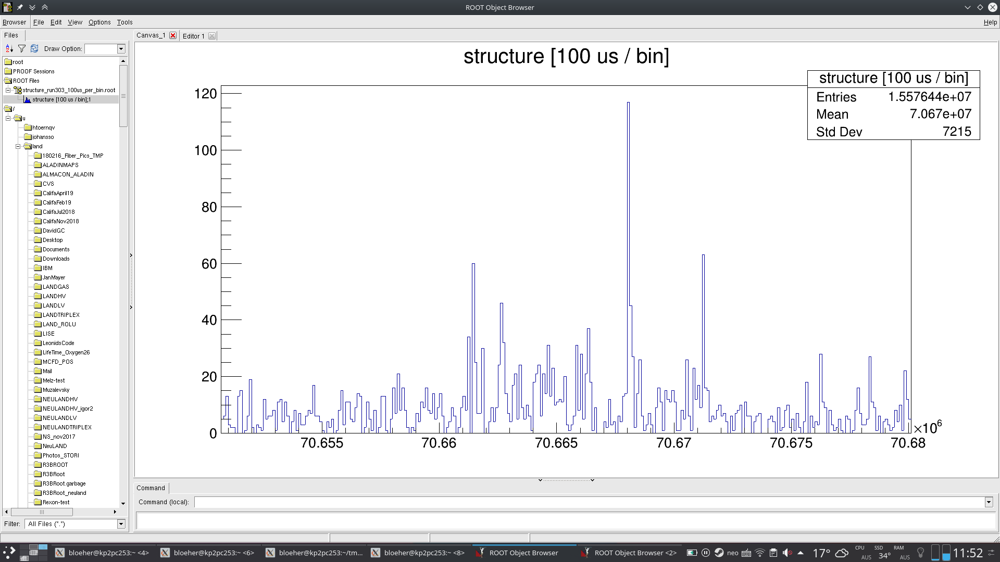 ROOT Object Browser
Browser File Edit View Options Tools Help
Files
Canvas_1 Editor 1
Draw Option:
root
PROOF Sessions
ROOT Files
structure_run303_100us_per_bin.root
structure [100 us / bin];1
/
u
htoernqv
johansso
land
180216_Fiber_Pics_TMP
ALADINMAPS
ALMACON_ALADIN
CVS
CalifaApril19
CalifaFeb19
CalifaJul2018
CalifaNov2018
DavidGC
Desktop
Documents
Downloads
IBM
JanMayer
LANDGAS
LANDHV
LANDLV
LANDTRIPLEX
LAND_ROLU
LISE
LeonidsCode
LifeTime_Oxygen26
MCFD_POS
Mail
Melz-test
Muzalevsky
NEULANDHV
NEULANDHV_igor2
NEULANDLV
NEULANDTRIPLEX
NS_nov2017
NeuLAND
Photos_STORI
R3BROOT
R3BRoot
R3BRoot.garbage
R3BRoot_neuland
Rexon-test
Filter: All Files (*.*)
structure [100 us / bin]
structure [100 us / bin]
Entries 1.557644e+07
Mean 7.067e+07
Std Dev 7215
120
100
80
60
40
20
0
70.655 70.66 70.665 70.67 70.675 70.68
×10⁶
Command
Command (local):
bloeher@kp2pc253:~ <4> bloeher@kp2pc253:~ <6> bloeher@kp2pc253:~/tm... bloeher@kp2pc253:~ <8> ROOT Object Browser ROOT Object Browser <2> neo 17° CPU AUS SSD 34° RAM AUS 11:52